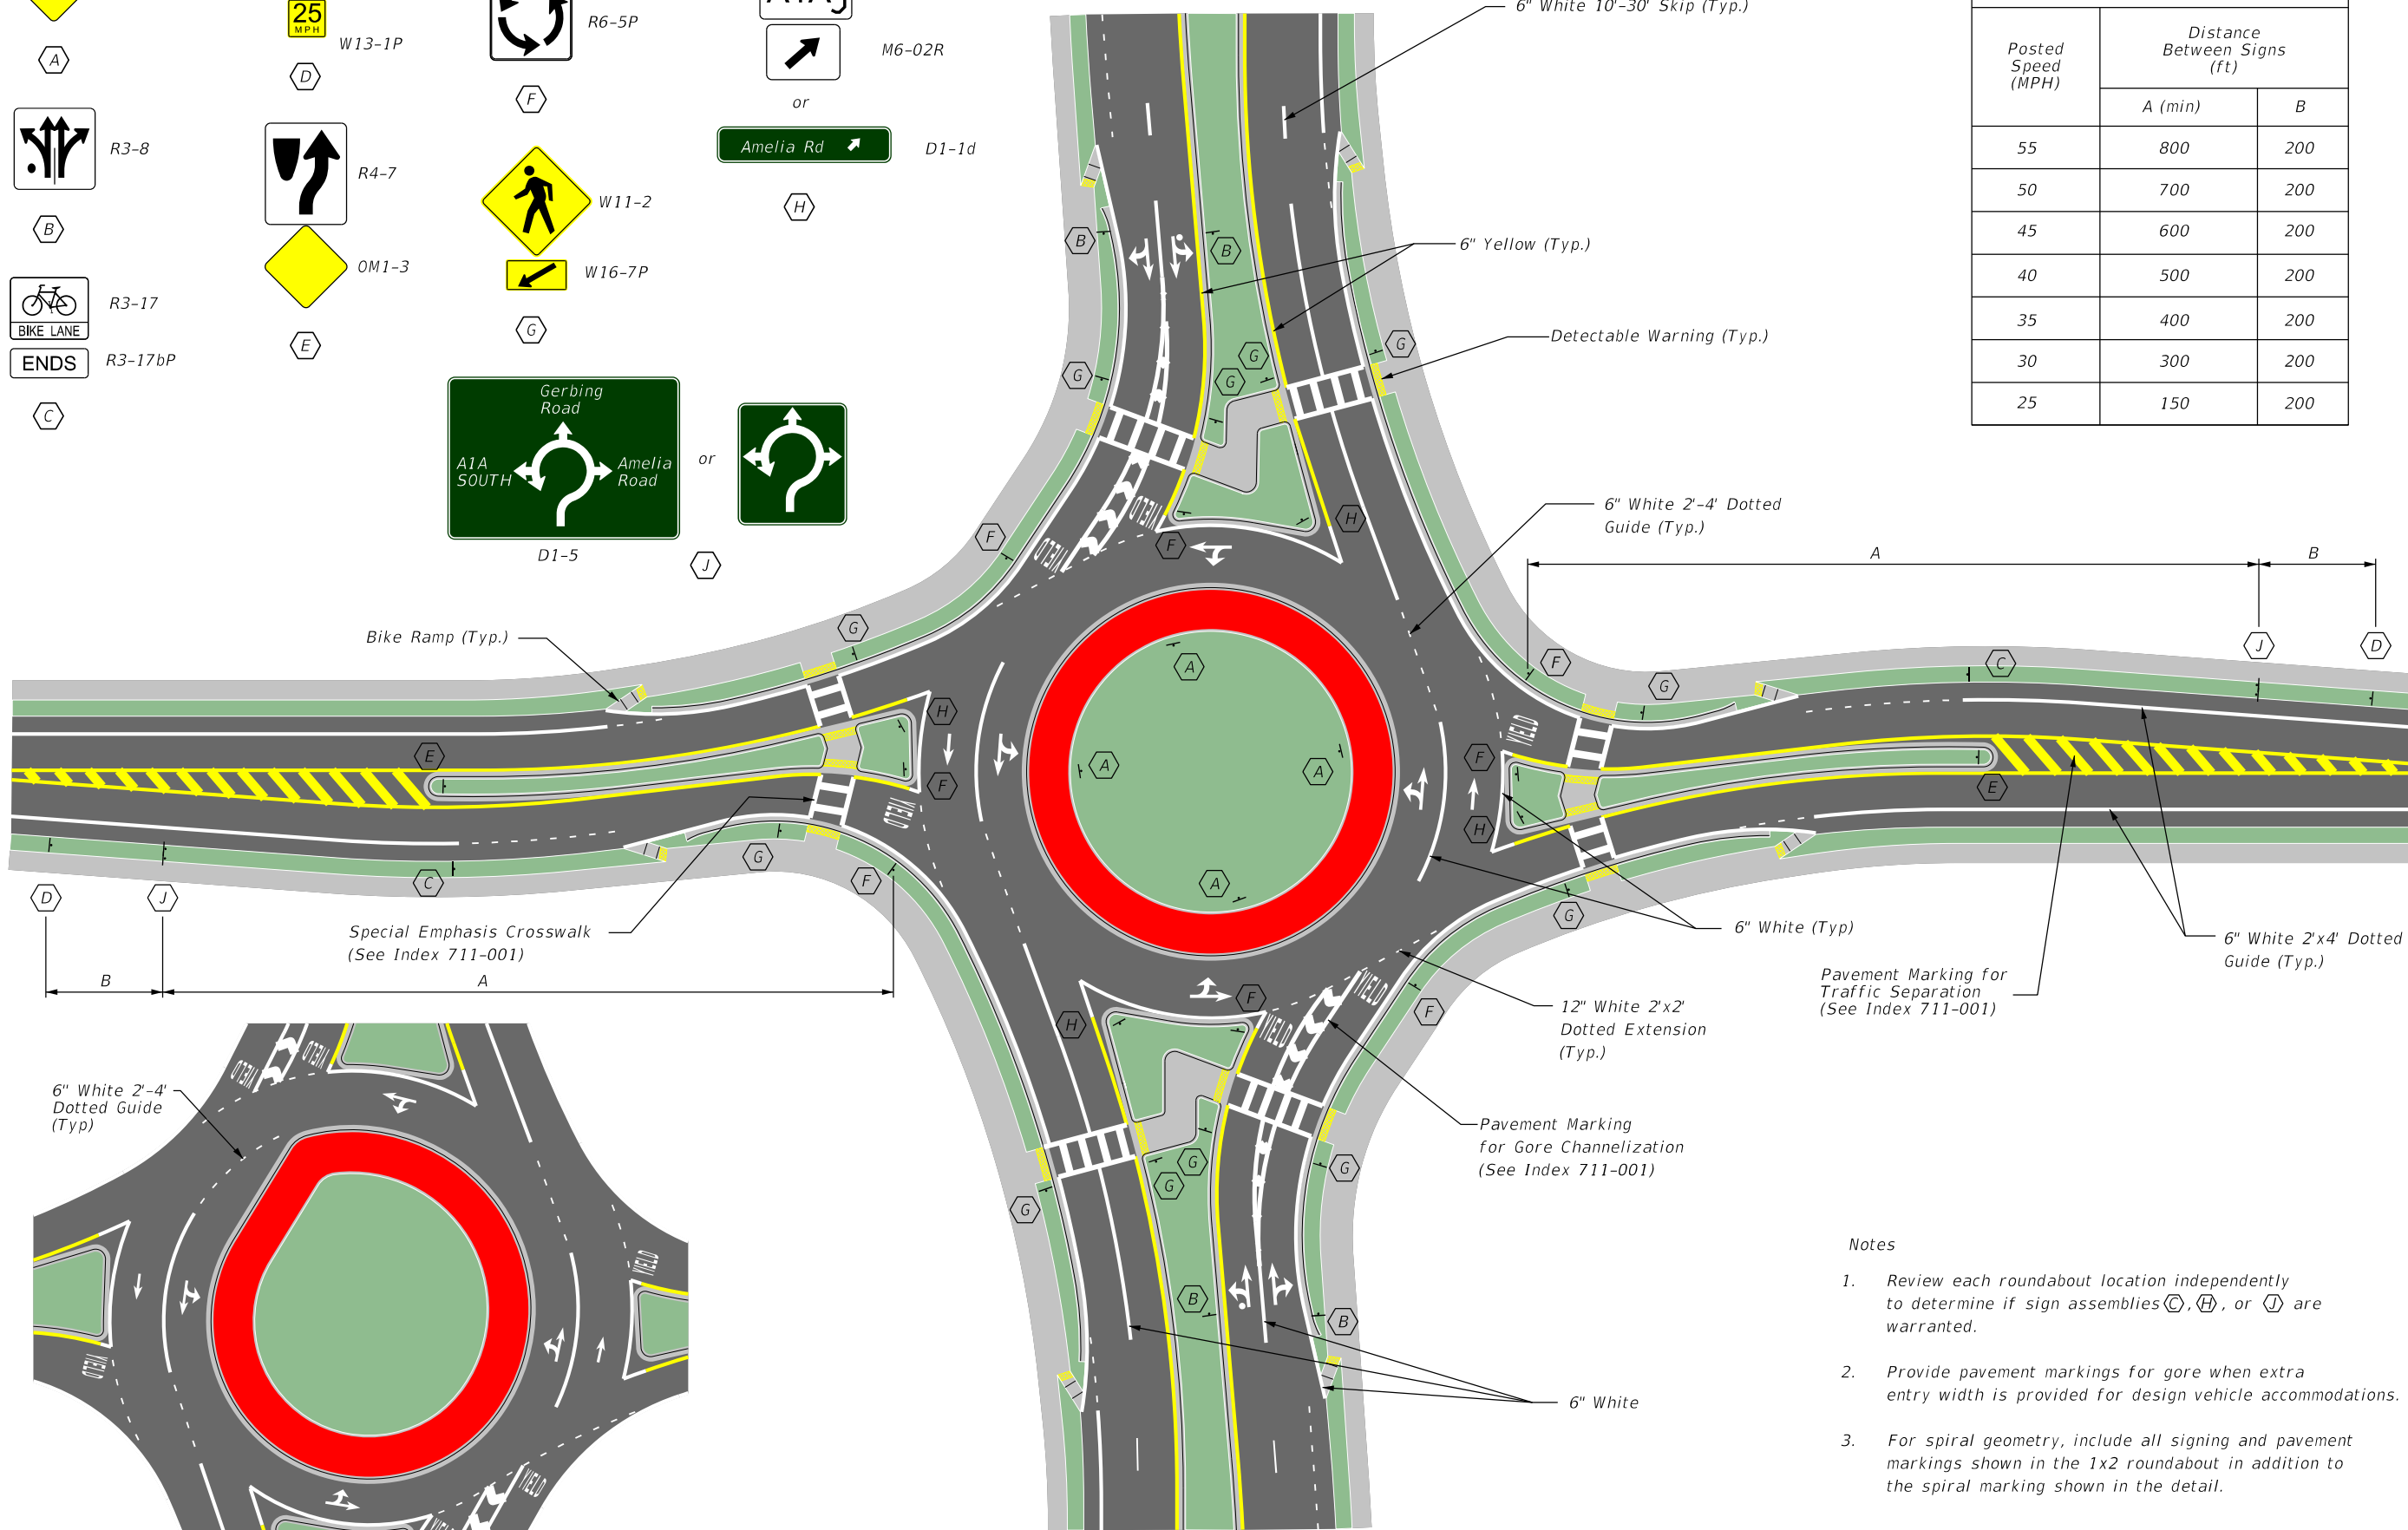 25
MPH
W13-1P
R6-5P
M6-02R
or
Amelia Rd
D1-1d
A
D
F
H
R3-8
B
R4-7
OM1-3
E
W11-2
W16-7P
G
BIKE LANE
R3-17
ENDS
R3-17bP
C
Gerbing
Road
A1A
SOUTH
Amelia
Road
or
D1-5
J
6" White 10'-30' Skip (Typ.)
Posted
Speed
(MPH)
Distance
Between Signs
(ft)
A (min)
B
55 800 200
50 700 200
45 600 200
40 500 200
35 400 200
30 300 200
25 150 200
B
B
6" Yellow (Typ.)
Detectable Warning (Typ.)
G
G
G
G
6" White 2'-4' Dotted
Guide (Typ.)
H
F
F
YIELD
YIELD
A
B
Bike Ramp (Typ.)
G
A
A
A
A
F
G
C
J
D
E
H
F
YIELD
YIELD
F
H
E
D
J
C
G
F
Special Emphasis Crosswalk
(See Index 711-001)
B
A
G
6" White (Typ)
6" White 2'x4' Dotted
Guide (Typ.)
Pavement Marking for
Traffic Separation
(See Index 711-001)
H
F
YIELD
YIELD
F
12" White 2'x2'
Dotted Extension
(Typ.)
Pavement Marking
for Gore Channelization
(See Index 711-001)
G
G
G
G
B
B
6" White
6" White 2'-4'
Dotted Guide
(Typ)
YIELD
YIELD
YIELD
YIELD
YIELD
Notes
1. Review each roundabout location independently
to determine if sign assemblies C, H, or J are
warranted.
2. Provide pavement markings for gore when extra
entry width is provided for design vehicle accommodations.
3. For spiral geometry, include all signing and pavement
markings shown in the 1x2 roundabout in addition to
the spiral marking shown in the detail.